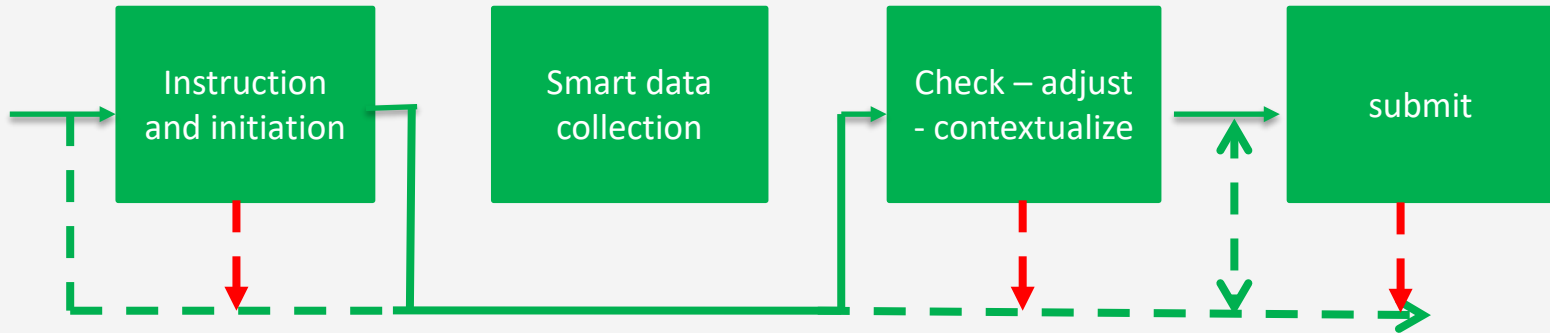 Instruction
and initiation
Smart data
collection
Check – adjust
- contextualize
submit